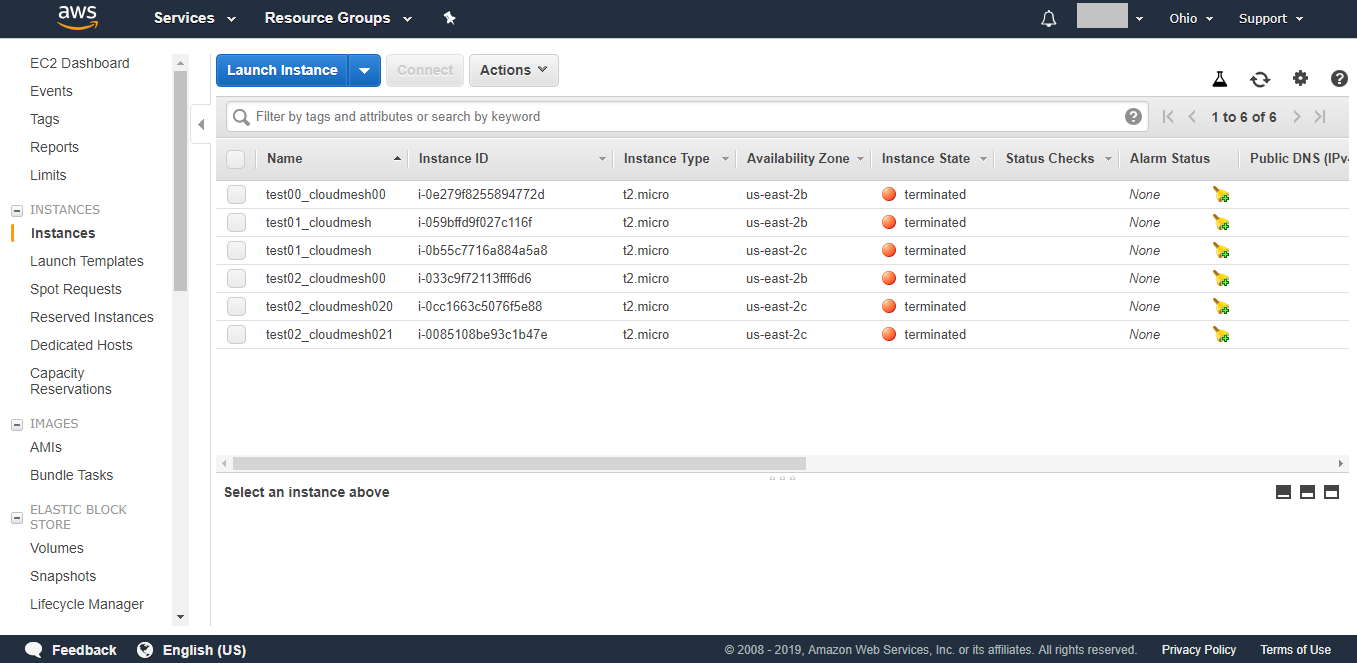 aws Services Resource Groups Ohio Support
EC2 Dashboard
Events
Tags
Reports
Limits
INSTANCES
Instances
Launch Templates
Spot Requests
Reserved Instances
Dedicated Hosts
Capacity
Reservations
IMAGES
AMIs
Bundle Tasks
ELASTIC BLOCK
STORE
Volumes
Snapshots
Lifecycle Manager
Launch Instance Connect Actions
Filter by tags and attributes or search by keyword 1 to 6 of 6
Name Instance ID Instance Type Availability Zone Instance State Status Checks Alarm Status Public DNS (IPv
test00_cloudmesh00 i-0e279f8255894772d t2.micro us-east-2b terminated None
test01_cloudmesh i-059bffd9f027c116f t2.micro us-east-2b terminated None
test01_cloudmesh i-0b55c7716a884a5a8 t2.micro us-east-2c terminated None
test02_cloudmesh00 i-033c9f72113fff6d6 t2.micro us-east-2b terminated None
test02_cloudmesh020 i-0cc1663c5076f5e88 t2.micro us-east-2c terminated None
test02_cloudmesh021 i-0085108be93c1b47e t2.micro us-east-2c terminated None
Select an instance above
Feedback English (US) © 2008 - 2019, Amazon Web Services, Inc. or its affiliates. All rights reserved. Privacy Policy Terms of Use